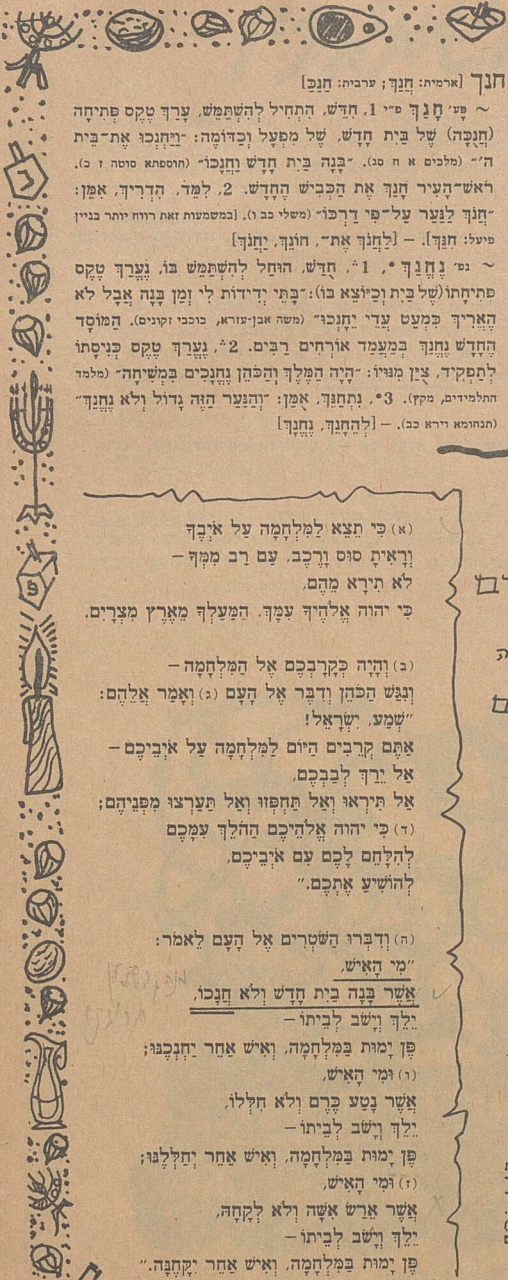 חנך [ארמית: חֲנַךְ; ערבית: חַנַכַּ]
~ פָּע׳ חָנַךְ פ״י 1, חִדֵּשׁ, הִתְחִיל לְהִשְׁתַּמֵּשׁ, עָרַךְ טֶקֶס פְּתִיחָה
(חֲנֻכָּה) שֶׁל בַּיִת חָדָשׁ, שֶׁל מִפְעָל וְכַדּוֹמֶה: ״וַיַּחְנְכוּ אֶת־בֵּית
ה׳״ (מלכים א ח סג). ״בָּנָה בַּיִת חָדָשׁ וַחֲנָכוֹ״ (תוספתא סוטה ז כ).
רֹאשׁ־הָעִיר חָנַךְ אֶת הַכְּבִישׁ הֶחָדָשׁ. 2, לִמֵּד, הִדְרִיךְ, אִמֵּן:
״חֲנֹךְ לַנַּעַר עַל־פִּי דַרְכּוֹ״ (משלי כב ו). [במשמעות זאת רווח יותר בניין
פיעל: חִנֵּךְ]. – [לַחֲנֹךְ אֶת־, חוֹנֵךְ, יַחֲנֹךְ]
~ נפ׳ נֶחֱנַךְ •, 1*, חֻדַּשׁ, הוּחַל לְהִשְׁתַּמֵּשׁ בּוֹ, נֶעֱרַךְ טֶקֶס
פְּתִיחָתוֹ (שֶׁל בַּיִת וְכַיּוֹצֵא בּוֹ): ״בָּתֵּי יְדִידוֹת לִי זְמַן בָּנָה אֲבָל לֹא
הֶאֱרִיךְ כִּמְעַט עֲדֵי יֵחָנְכוּ״ (משה אבן-עזרא, כוכבי זקונים). הַמּוֹסָד
הֶחָדָשׁ נֶחֱנַךְ בְּמַעֲמַד אוֹרְחִים רַבִּים. 2*, נֶעֱרַךְ טֶקֶס כְּנִיסָתוֹ
לְתַפְקִיד, צֻיַּן מִנּוּיוֹ: ״הָיָה הַמֶּלֶךְ וְהַכֹּהֵן נֶחֱנָכִים בִּמְשִׁיחָה״ (מלמד
התלמידים, מקץ). 3•, נִתְחַנֵּךְ, אֻמַּן: ״וְהַנַּעַר הַזֶּה גָדוֹל וְלֹא נֶחֱנַךְ״
(תנחומא וירא כב). – [לְהֵחָנֵךְ, נֶחֱנָךְ]
(א) כִּי תֵצֵא לַמִּלְחָמָה עַל אֹיְבֶךָ
וְרָאִיתָ סוּס וָרֶכֶב, עַם רַב מִמְּךָ –
לֹא תִירָא מֵהֶם,
כִּי יהוה אֱלֹהֶיךָ עִמָּךְ, הַמַּעַלְךָ מֵאֶרֶץ מִצְרָיִם.
(ב) וְהָיָה כְּקָרָבְכֶם אֶל הַמִּלְחָמָה –
וְנִגַּשׁ הַכֹּהֵן וְדִבֶּר אֶל הָעָם (ג) וְאָמַר אֲלֵהֶם:
״שְׁמַע, יִשְׂרָאֵל!
אַתֶּם קְרֵבִים הַיּוֹם לַמִּלְחָמָה עַל אֹיְבֵיכֶם –
אַל יֵרַךְ לְבַבְכֶם,
אַל תִּירְאוּ וְאַל תַּחְפְּזוּ וְאַל תַּעַרְצוּ מִפְּנֵיהֶם;
(ד) כִּי יהוה אֱלֹהֵיכֶם הַהֹלֵךְ עִמָּכֶם
לְהִלָּחֵם לָכֶם עִם אֹיְבֵיכֶם,
לְהוֹשִׁיעַ אֶתְכֶם.״
(ה) וְדִבְּרוּ הַשֹּׁטְרִים אֶל הָעָם לֵאמֹר:
״מִי הָאִישׁ,
אֲשֶׁר בָּנָה בַיִת חָדָשׁ וְלֹא חֲנָכוֹ,
יֵלֵךְ וְיָשֹׁב לְבֵיתוֹ –
פֶּן יָמוּת בַּמִּלְחָמָה, וְאִישׁ אַחֵר יַחְנְכֶנּוּ;
(ו) וּמִי הָאִישׁ,
אֲשֶׁר נָטַע כֶּרֶם וְלֹא חִלְּלוֹ,
יֵלֵךְ וְיָשֹׁב לְבֵיתוֹ –
פֶּן יָמוּת בַּמִּלְחָמָה, וְאִישׁ אַחֵר יְחַלְּלֶנּוּ;
(ז) וּמִי הָאִישׁ,
אֲשֶׁר אֵרַשׂ אִשָּׁה וְלֹא לְקָחָהּ,
יֵלֵךְ וְיָשֹׁב לְבֵיתוֹ –
פֶּן יָמוּת בַּמִּלְחָמָה, וְאִישׁ אַחֵר יִקָּחֶנָּה.״